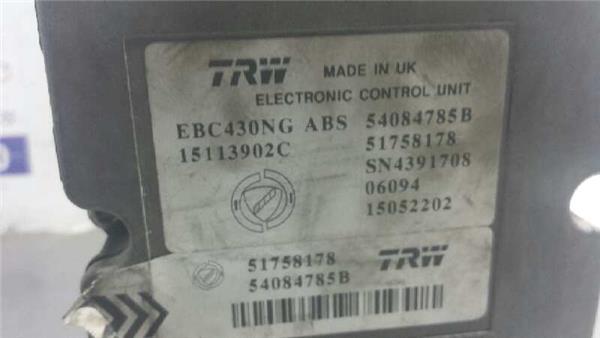 TRW MADE IN UK
ELECTRONIC CONTROL UNIT
EBC430NG ABS 54084785B
15113902C 51758178
SN4391708
06094
15052202
51758178 TRW
54084785B